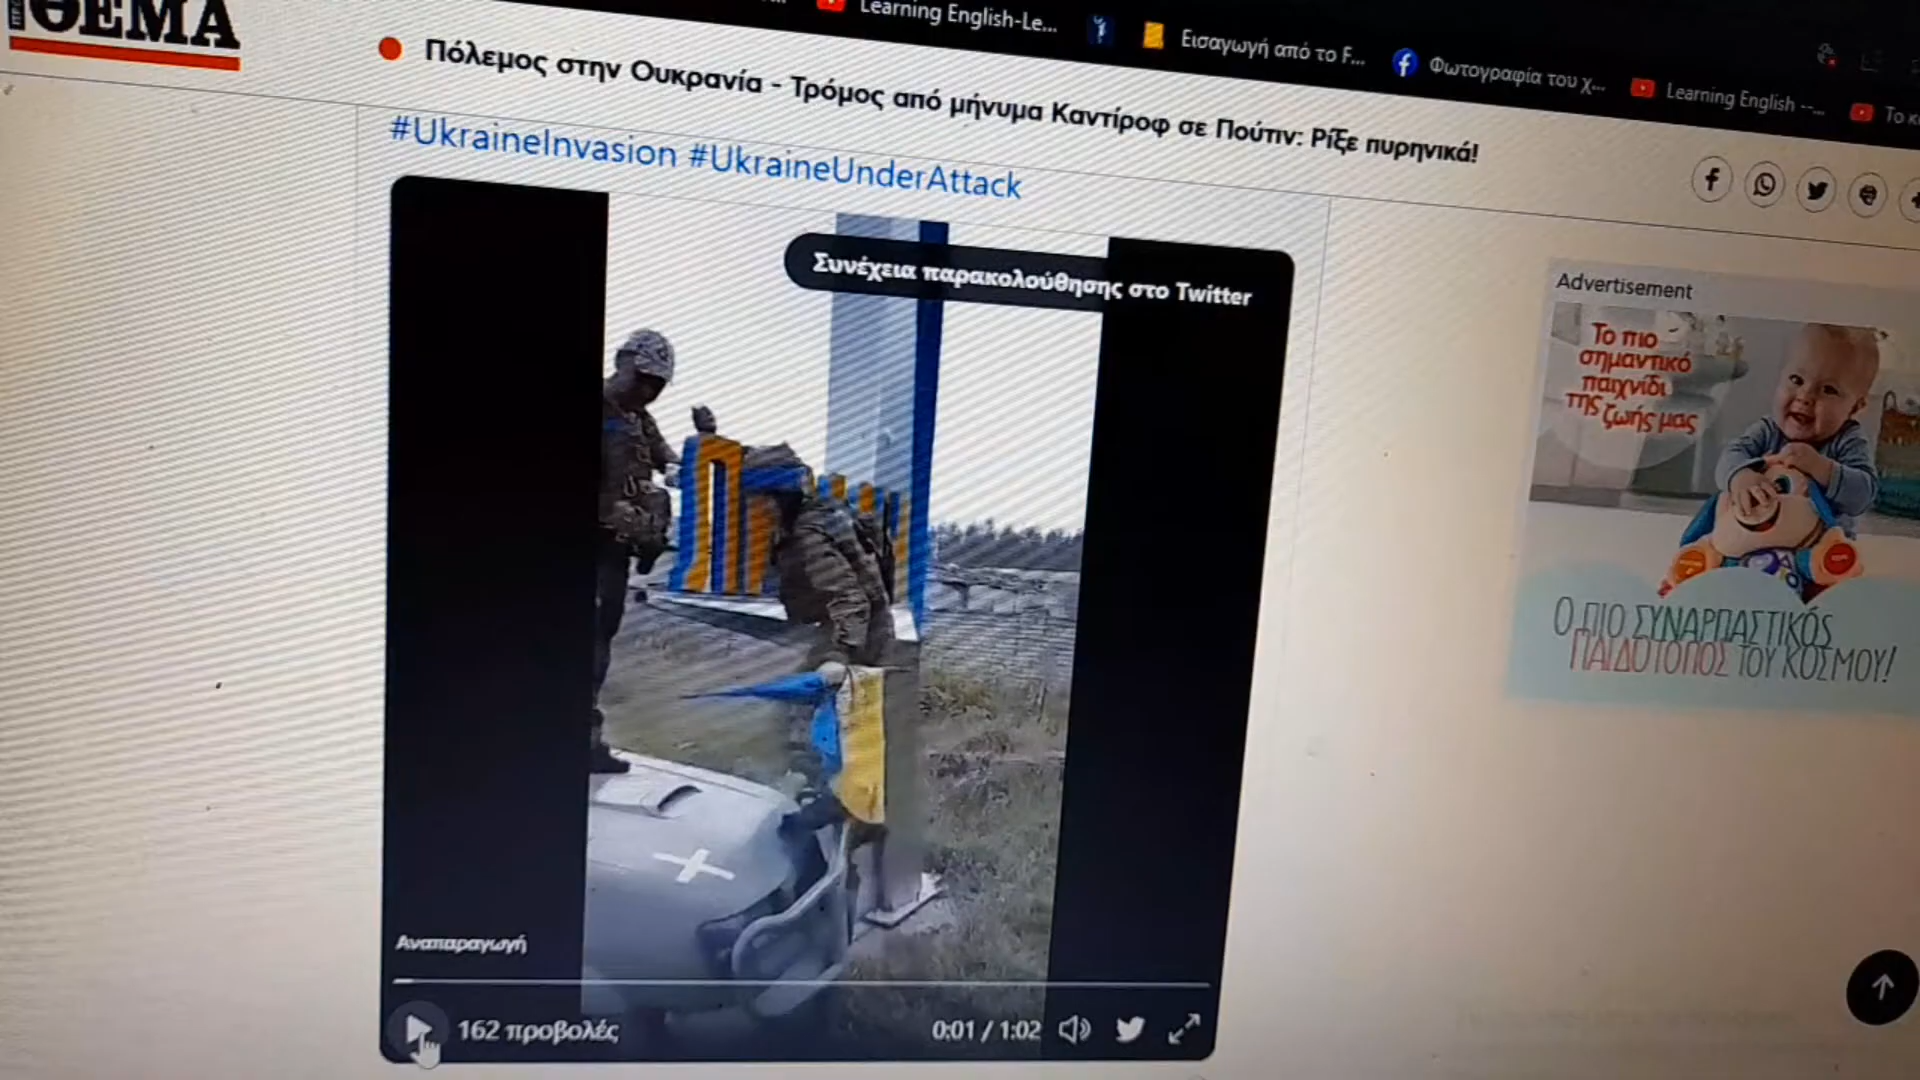 ΘΕΜΑ
Learning English-Le...
Εισαγωγή από το F...
Φωτογραφία του χ...
Learning English --...
Το κ
Πόλεμος στην Ουκρανία - Τρόμος από μήνυμα Καντίροφ σε Πούτιν: Ρίξε πυρηνικά!
#UkraineInvasion #UkraineUnderAttack
Συνέχεια παρακολούθησης στο Twitter
Advertisement
Το πιο
σημαντικό
παιχνίδι
της ζωής μας
Ο ΠΙΟ ΣΥΝΑΡΠΑΣΤΙΚΟΣ
ΠΑΙΔΟΤΟΠΟΣ ΤΟΥ ΚΟΣΜΟΥ!
Αναπαραγωγή
162 προβολές
0:01 / 1:02